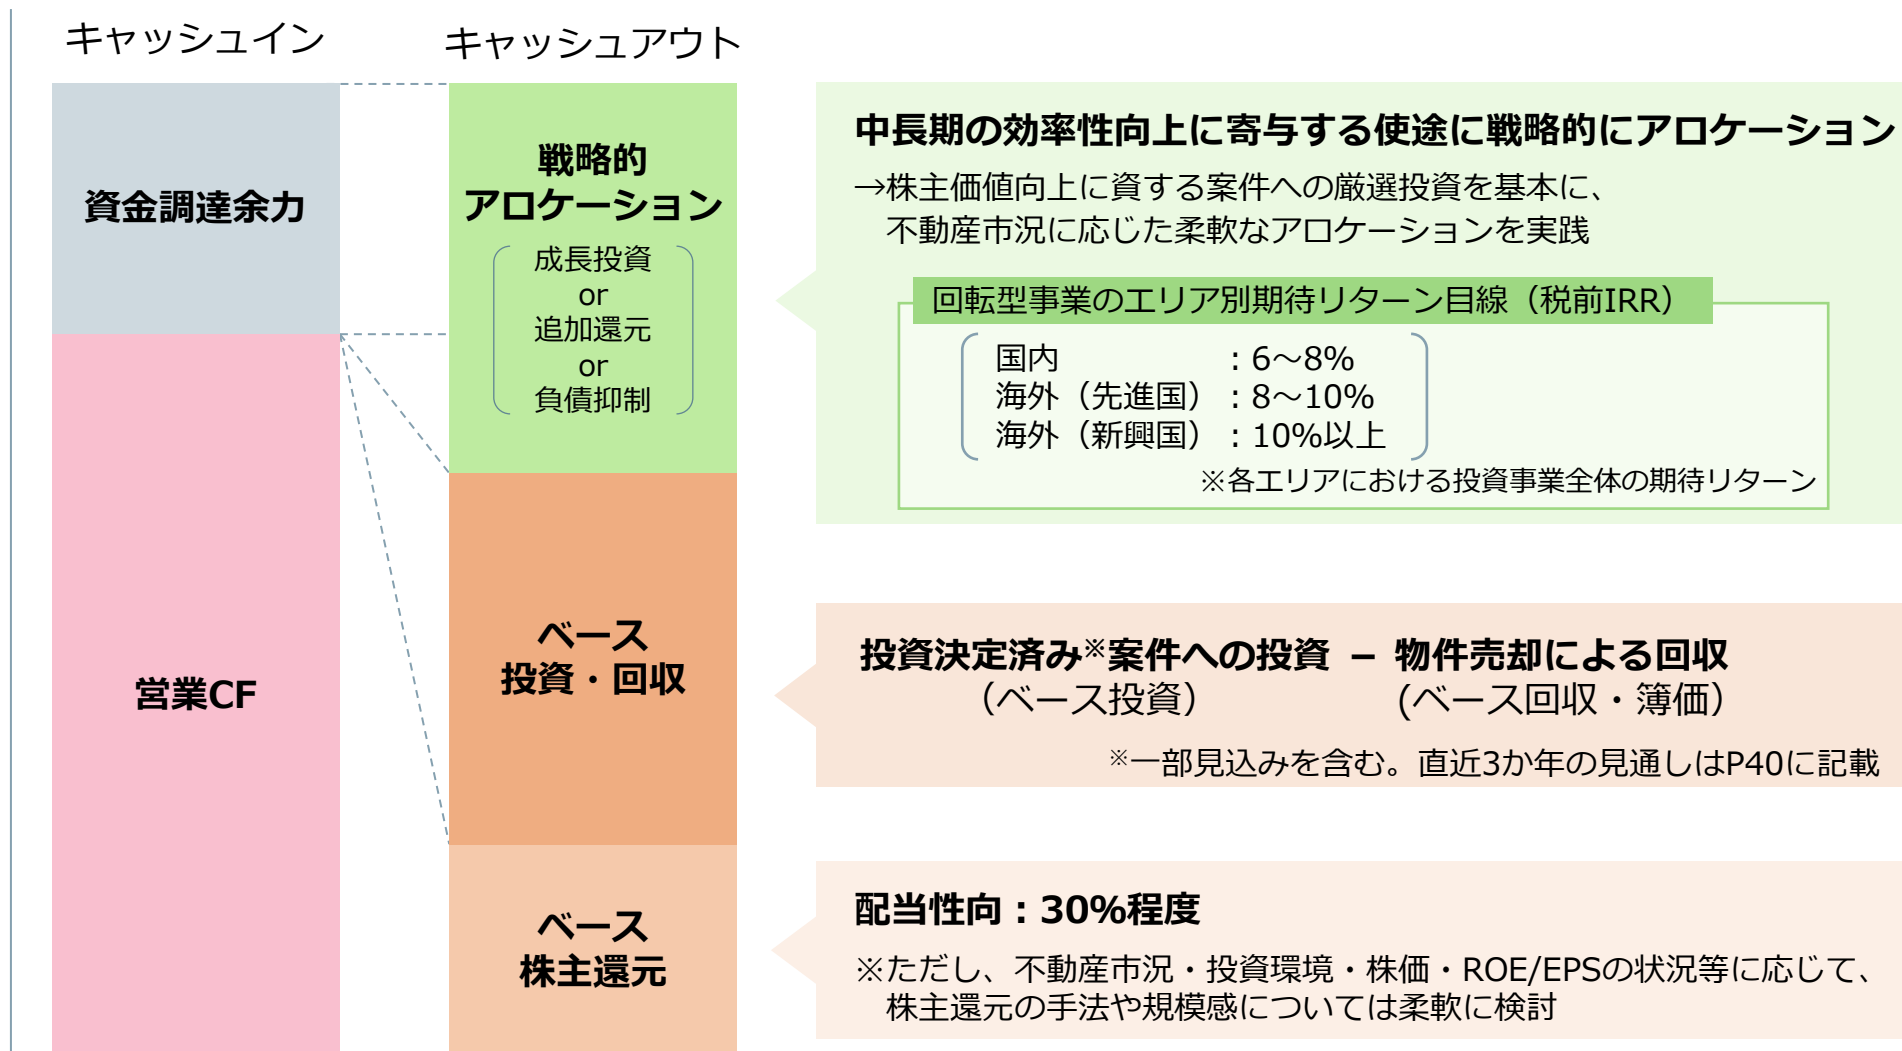 キャッシュイン
キャッシュアウト
資金調達余力
営業CF
戦略的
アロケーション
成長投資
or
追加還元
or
負債抑制
ベース
投資・回収
ベース
株主還元
中長期の効率性向上に寄与する使途に戦略的にアロケーション
→株主価値向上に資する案件への厳選投資を基本に、
不動産市況に応じた柔軟なアロケーションを実践
回転型事業のエリア別期待リターン目線（税前IRR）
国内 ：6～8%
海外（先進国）：8～10%
海外（新興国）：10%以上
※各エリアにおける投資事業全体の期待リターン
投資決定済み※案件への投資 － 物件売却による回収
（ベース投資） (ベース回収・簿価）
※一部見込みを含む。直近3か年の見通しはP40に記載
配当性向：30%程度
※ただし、不動産市況・投資環境・株価・ROE/EPSの状況等に応じて、
株主還元の手法や規模感については柔軟に検討